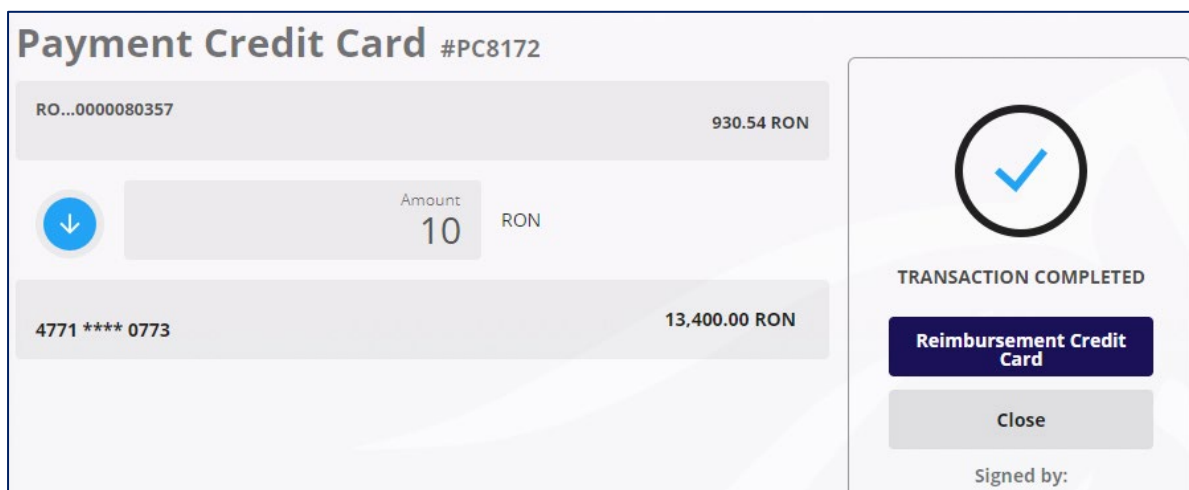 Payment Credit Card #PC8172
RO...0000080357
930.54 RON
Amount
10
RON
4771 **** 0773
13,400.00 RON
TRANSACTION COMPLETED
Reimbursement Credit
Card
Close
Signed by: